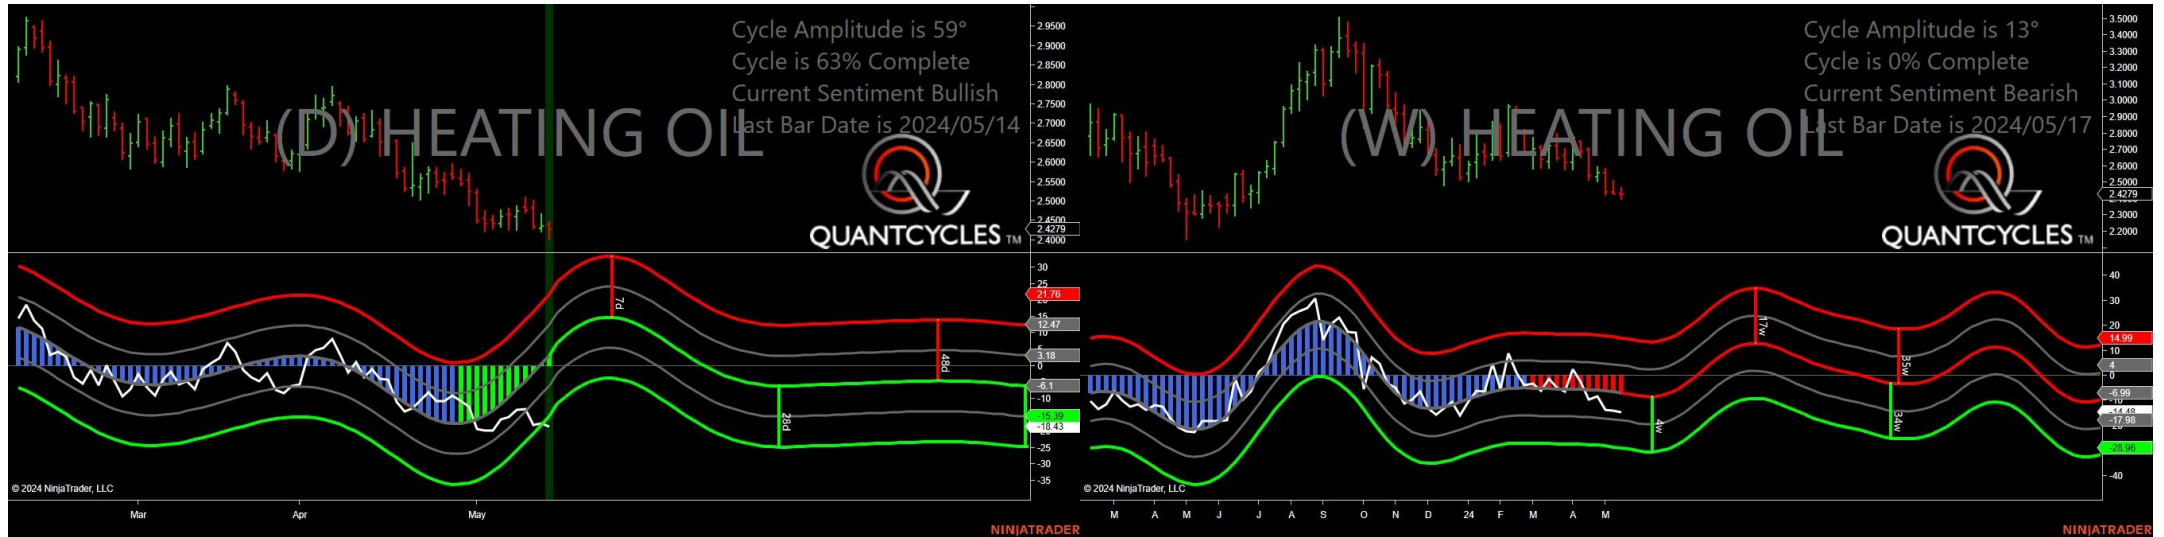 Cycle Amplitude is 59°
Cycle is 63% Complete
Current Sentiment Bullish
Last Bar Date is 2024/05/14
(D) HEATING OIL
QUANTCYCLES TM
2.9500
2.9000
2.8500
2.7500
2.7000
2.6500
2.6000
2.5500
2.5000
2.4500
2.4279
2.4000
30
21.76
15
12.47
5
3.18
0
-6.1
-10
-15.39
-18.43
-25
-30
-35
7d
28d
48d
© 2024 NinjaTrader, LLC
Mar
Apr
May
NINJATRADER
Cycle Amplitude is 13°
Cycle is 0% Complete
Current Sentiment Bearish
Last Bar Date is 2024/05/17
(W) HEATING OIL
QUANTCYCLES TM
3.5000
3.4000
3.3000
3.2000
3.1000
3.0000
2.9000
2.8000
2.7000
2.6000
2.5000
2.4279
2.3000
2.2000
40
30
20
14.99
10
4
0
-6.99
-14.48
-17.98
-28.96
-40
4w
17w
34w
35w
© 2024 NinjaTrader, LLC
M A M J J A S O N D 24 F M A M
NINJATRADER